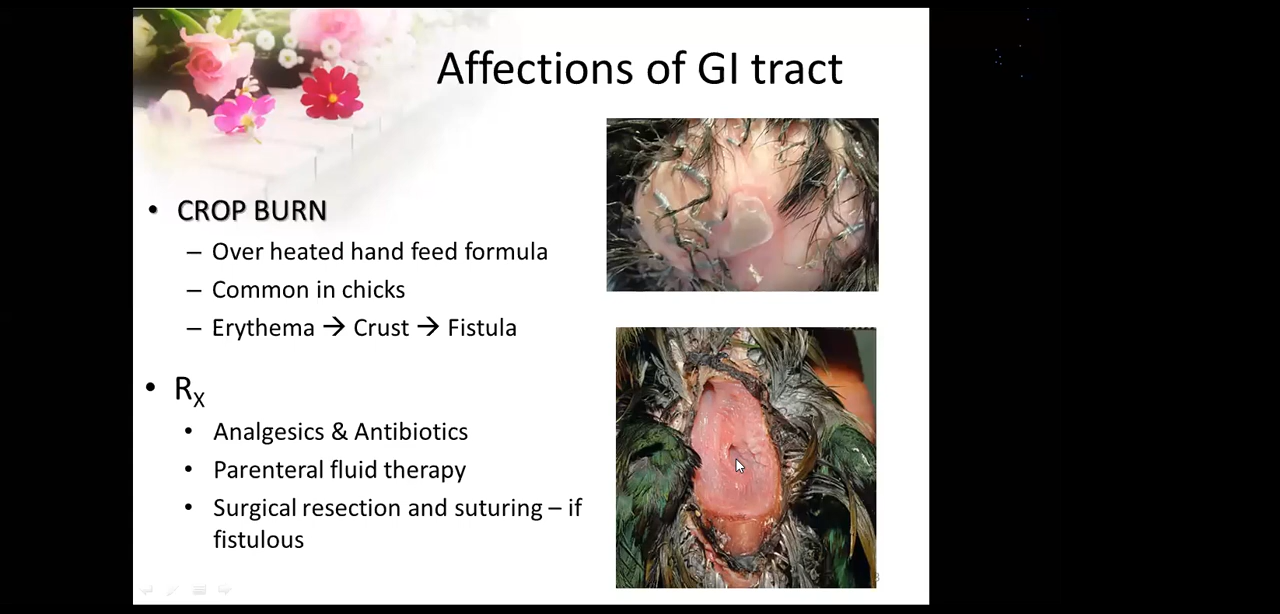 Affections of GI tract
• CROP BURN
– Over heated hand feed formula
– Common in chicks
– Erythema → Crust → Fistula
• Rx
• Analgesics & Antibiotics
• Parenteral fluid therapy
• Surgical resection and suturing – if
fistulous